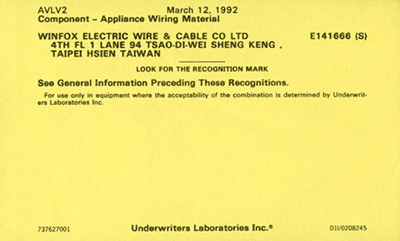 AVLV2 March 12, 1992
Component - Appliance Wiring Material
WINFOX ELECTRIC WIRE & CABLE CO LTD E141666 (S)
4TH FL 1 LANE 94 TSAO-DI-WEI SHENG KENG ,
TAIPEI HSIEN TAIWAN
LOOK FOR THE RECOGNITION MARK
See General Information Preceding These Recognitions.
For use only in equipment where the acceptability of the combination is determined by Underwrit-
ers Laboratories Inc.
737627001 Underwriters Laboratories Inc.® D11/0208245